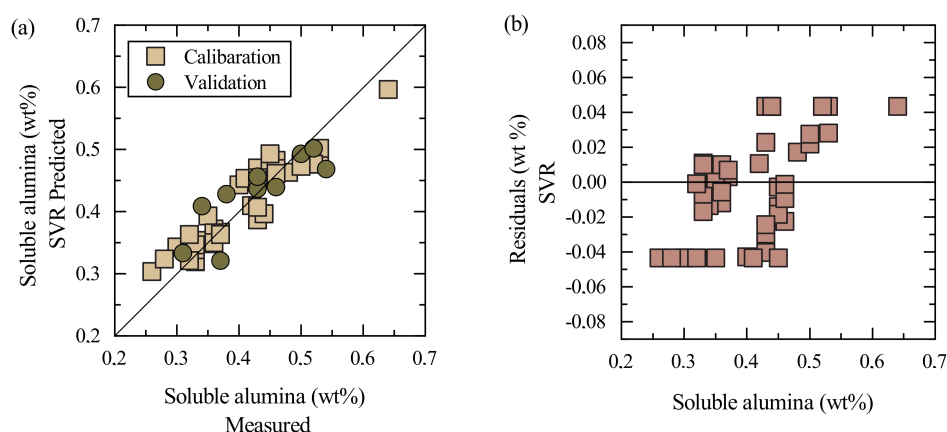 (a)
Soluble alumina (wt%)
SVR Predicted
0.7
0.6
0.5
0.4
0.3
0.2
Calibaration
Validation
0.2 0.3 0.4 0.5 0.6 0.7
Soluble alumina (wt%)
Measured
(b)
Residuals (wt %)
SVR
0.08
0.06
0.04
0.02
0.00
-0.02
-0.04
-0.06
-0.08
0.2 0.3 0.4 0.5 0.6 0.7
Soluble alumina (wt%)